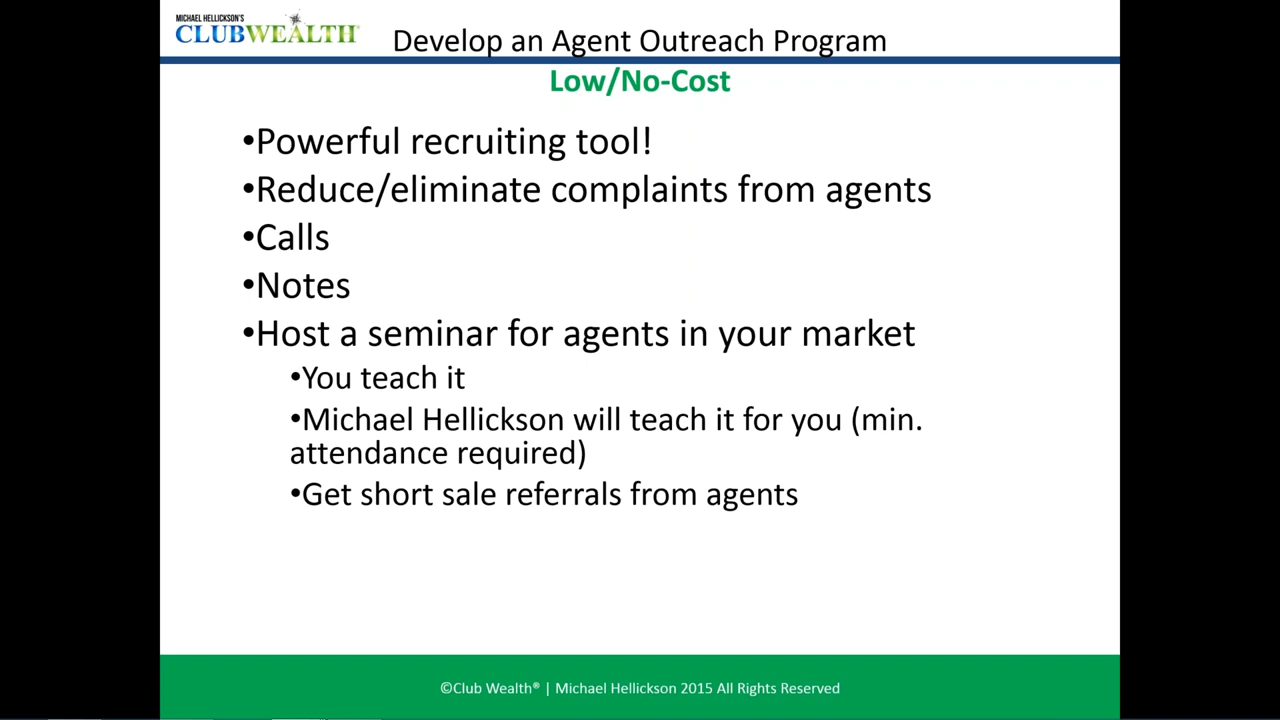 MICHAEL HELLICKSON'S
CLUBWEALTH®
Develop an Agent Outreach Program
Low/No-Cost
•Powerful recruiting tool!
•Reduce/eliminate complaints from agents
•Calls
•Notes
•Host a seminar for agents in your market
•You teach it
•Michael Hellickson will teach it for you (min.
attendance required)
•Get short sale referrals from agents
©Club Wealth® | Michael Hellickson 2015 All Rights Reserved